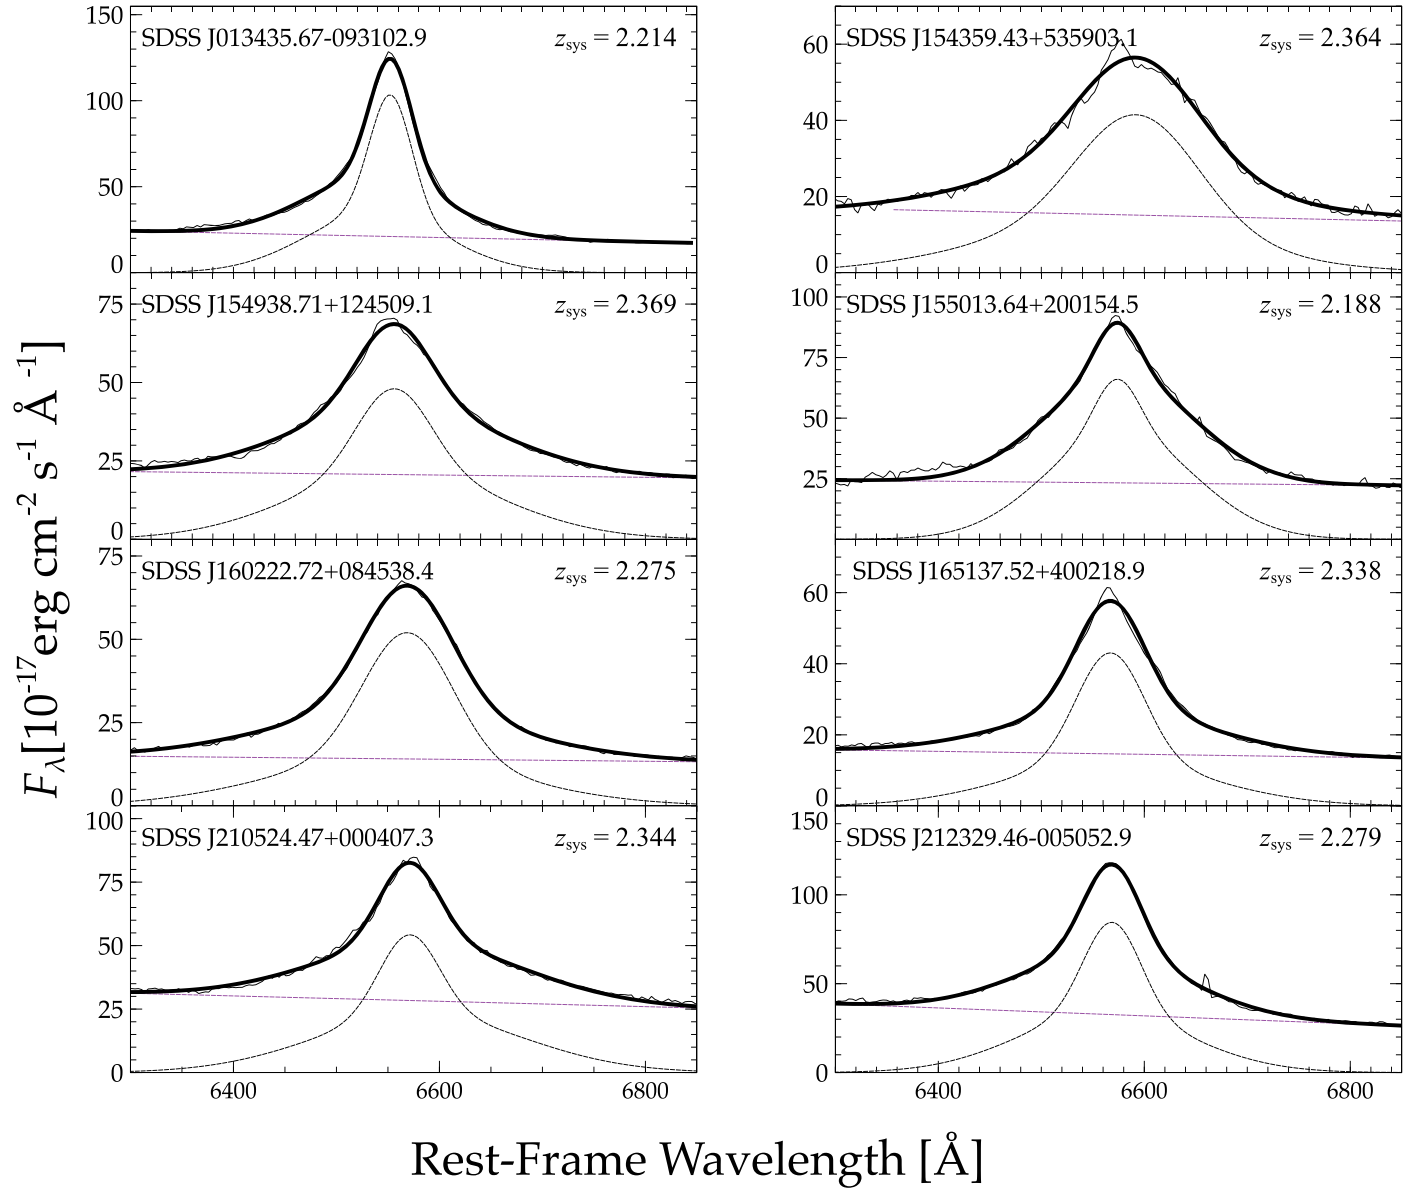 F_λ[10^-17 erg cm^-2 s^-1 Å^-1]
SDSS J013435.67-093102.9 z_sys = 2.214
150
100
50
0
SDSS J154359.43+535903.1 z_sys = 2.364
60
40
20
0
SDSS J154938.71+124509.1 z_sys = 2.369
75
50
25
0
SDSS J155013.64+200154.5 z_sys = 2.188
100
75
50
25
SDSS J160222.72+084538.4 z_sys = 2.275
75
50
25
0
SDSS J165137.52+400218.9 z_sys = 2.338
60
40
20
0
SDSS J210524.47+000407.3 z_sys = 2.344
100
75
50
25
0
SDSS J212329.46-005052.9 z_sys = 2.279
150
100
50
0
6400 6600 6800
6400 6600 6800
Rest-Frame Wavelength [Å]